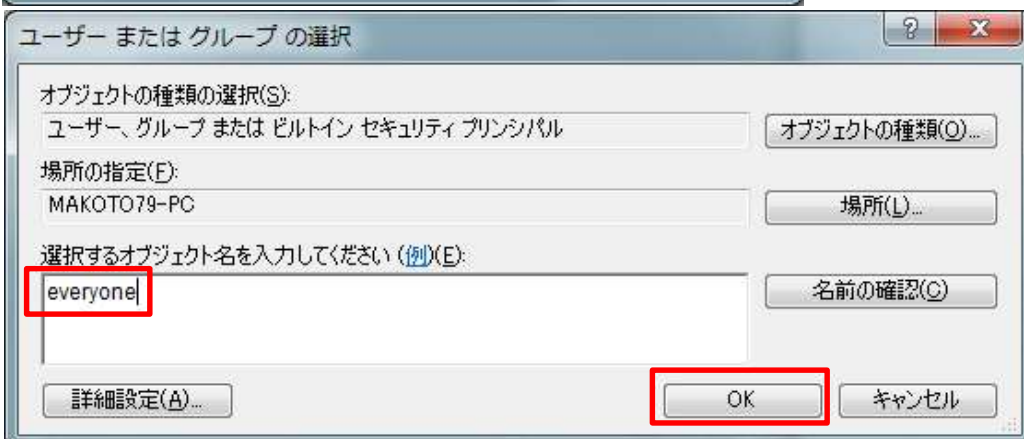 ユーザー または グループ の選択
オブジェクトの種類の選択(S):
ユーザー、グループ または ビルトイン セキュリティ プリンシパル
オブジェクトの種類(O)...
場所の指定(F):
MAKOTO79-PC
場所(L)...
選択するオブジェクト名を入力してください (例)(E):
everyone
名前の確認(C)
詳細設定(A)...
OK
キャンセル